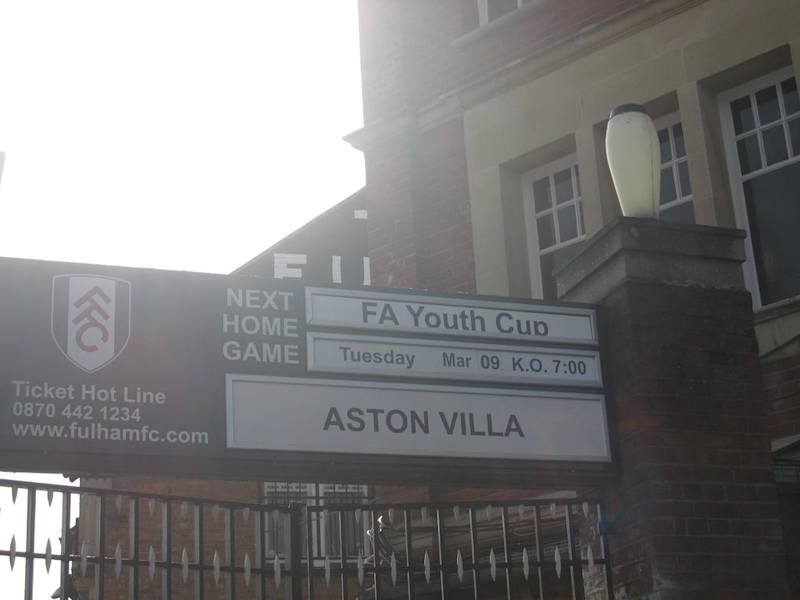 FU
FFC
NEXT
HOME
GAME
FA Youth Cup
Tuesday Mar 09 K.O. 7:00
ASTON VILLA
Ticket Hot Line
0870 442 1234
www.fulhamfc.com